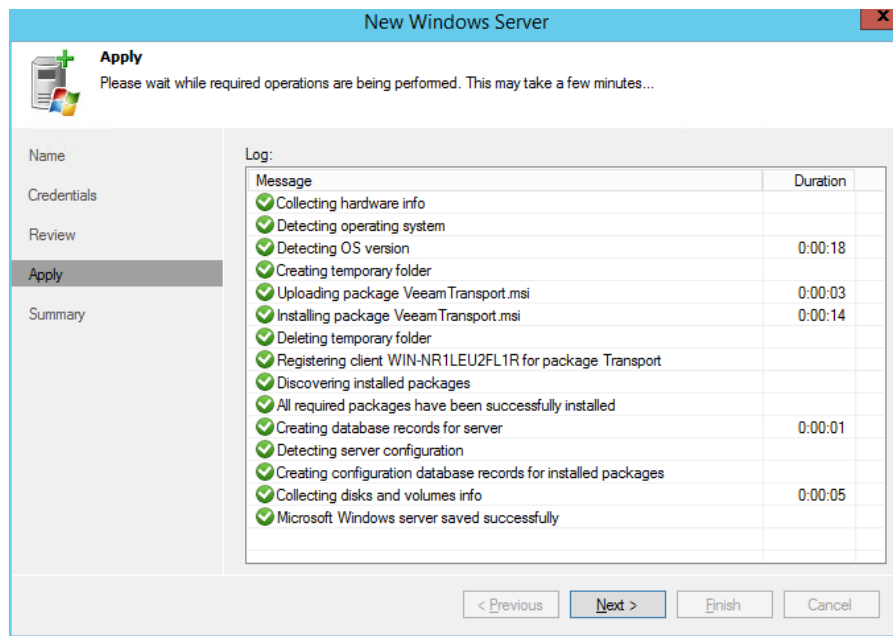 New Windows Server
x
Apply
Please wait while required operations are being performed. This may take a few minutes...
Name
Credentials
Review
Apply
Summary
Log:
Message Duration
Collecting hardware info
Detecting operating system
Detecting OS version 0:00:18
Creating temporary folder
Uploading package VeeamTransport.msi 0:00:03
Installing package VeeamTransport.msi 0:00:14
Deleting temporary folder
Registering client WIN-NR1LEU2FL1R for package Transport
Discovering installed packages
All required packages have been successfully installed
Creating database records for server 0:00:01
Detecting server configuration
Creating configuration database records for installed packages
Collecting disks and volumes info 0:00:05
Microsoft Windows server saved successfully
< Previous Next > Finish Cancel